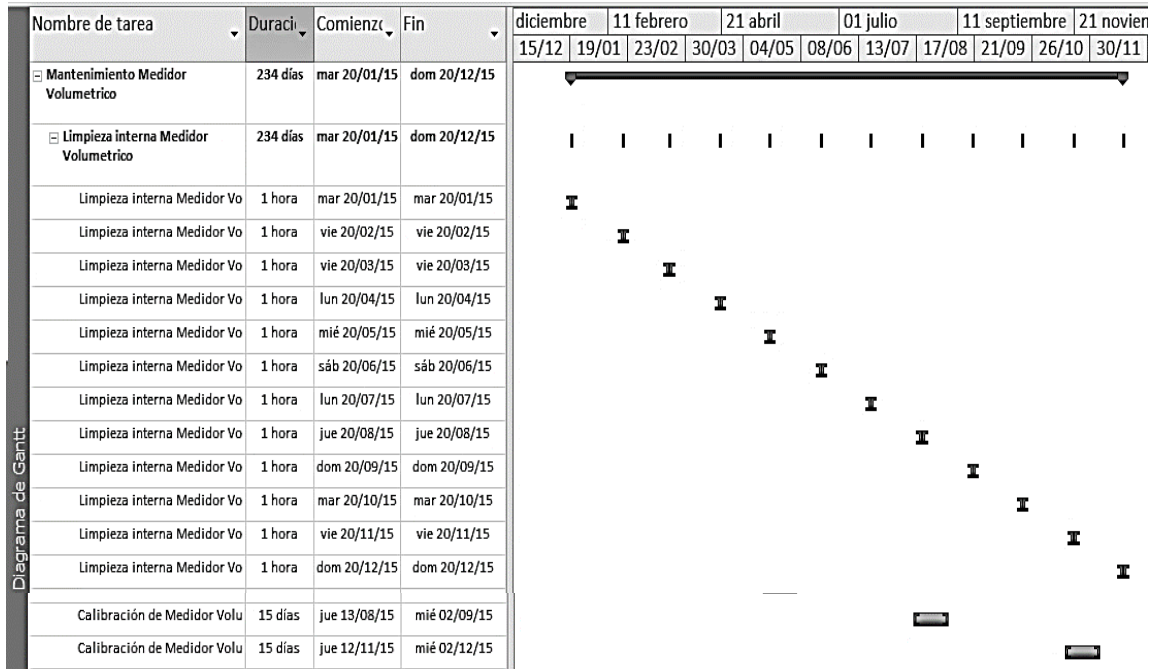 Nombre de tarea Duraci Comienzo Fin diciembre 11 febrero 21 abril 01 julio 11 septiembre 21 novien
15/12 19/01 23/02 30/03 04/05 08/06 13/07 17/08 21/09 26/10 30/11
Mantenimiento Medidor 234 días mar 20/01/15 dom 20/12/15
Volumetrico
Limpieza interna Medidor 234 días mar 20/01/15 dom 20/12/15
Volumetrico
Limpieza interna Medidor Vo 1 hora mar 20/01/15 mar 20/01/15
Limpieza interna Medidor Vo 1 hora vie 20/02/15 vie 20/02/15
Limpieza interna Medidor Vo 1 hora vie 20/03/15 vie 20/03/15
Limpieza interna Medidor Vo 1 hora lun 20/04/15 lun 20/04/15
Limpieza interna Medidor Vo 1 hora mié 20/05/15 mié 20/05/15
Limpieza interna Medidor Vo 1 hora sáb 20/06/15 sáb 20/06/15
Limpieza interna Medidor Vo 1 hora lun 20/07/15 lun 20/07/15
Limpieza interna Medidor Vo 1 hora jue 20/08/15 jue 20/08/15
Limpieza interna Medidor Vo 1 hora dom 20/09/15 dom 20/09/15
Limpieza interna Medidor Vo 1 hora mar 20/10/15 mar 20/10/15
Limpieza interna Medidor Vo 1 hora vie 20/11/15 vie 20/11/15
Limpieza interna Medidor Vo 1 hora dom 20/12/15 dom 20/12/15
Calibración de Medidor Volu 15 días jue 13/08/15 mié 02/09/15
Calibración de Medidor Volu 15 días jue 12/11/15 mié 02/12/15
Diagrama de Gantt